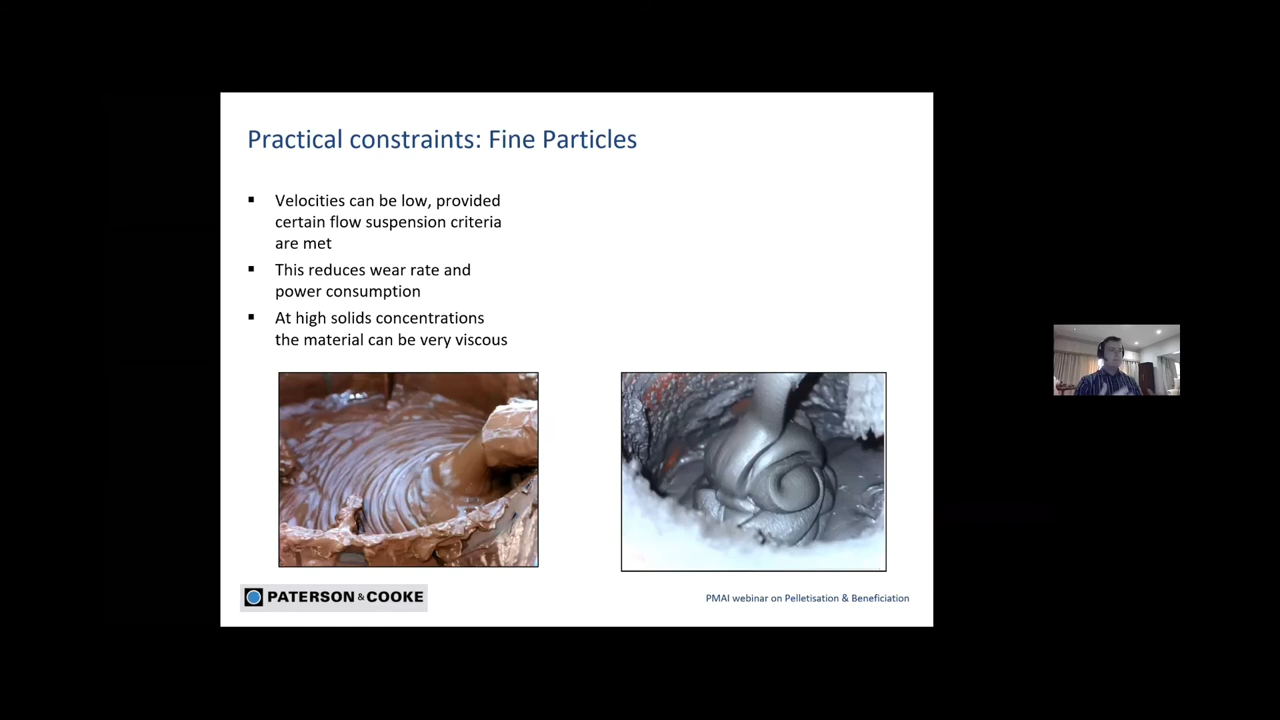 Practical constraints: Fine Particles
▪ Velocities can be low, provided
certain flow suspension criteria
are met
▪ This reduces wear rate and
power consumption
▪ At high solids concentrations
the material can be very viscous
PATERSON & COOKE
PMAI webinar on Pelletisation & Beneficiation